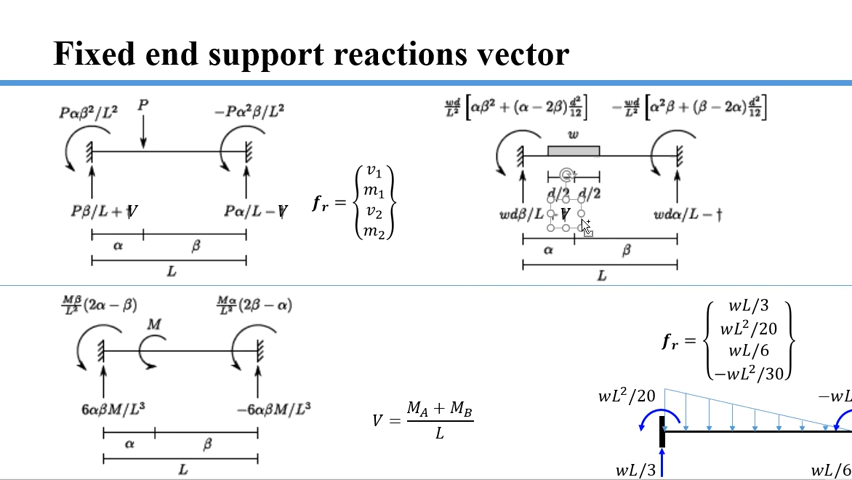 Fixed end support reactions vector
Pαβ²/L²
P
-Pα²β/L²
Pβ/L + V
Pα/L - V
α
β
L
f_r = { v₁ m₁ v₂ m₂ }
wd/L² [αβ² + (α − 2β) d²/12]
−wd/L² [α²β + (β − 2α) d²/12]
w
d/2 d/2
wdβ/L + V
wdα/L − †
α
β
L
Mβ/L² (2α − β)
Mα/L² (2β − α)
M
6αβM/L³
-6αβM/L³
α
β
L
V = (M_A + M_B)/L
f_r = { wL/3 wL²/20 wL/6 −wL²/30 }
wL²/20
−wL
wL/3
wL/6